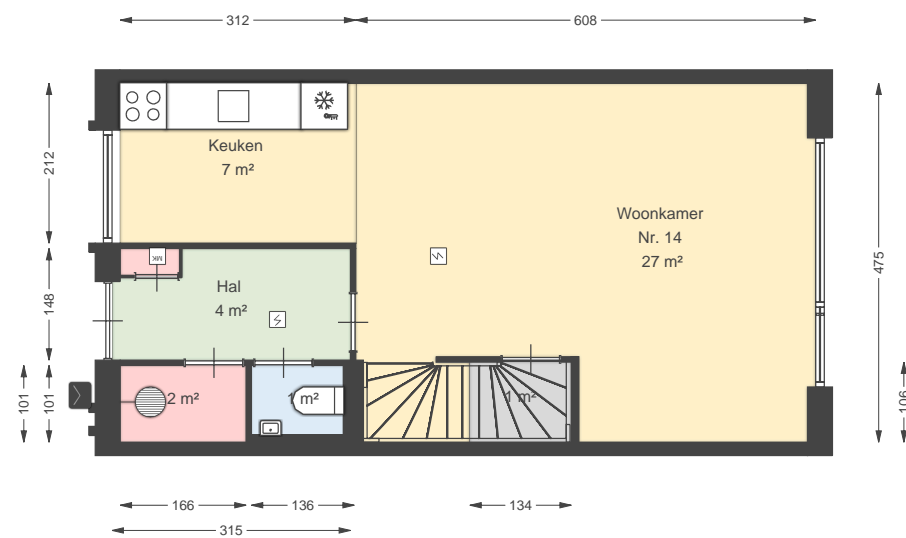 312
608
Keuken
7 m²
212
Woonkamer
Nr. 14
27 m²
475
MK
Hal
4 m²
148
101
101
2 m²
1 m²
1 m²
106
166
136
134
315